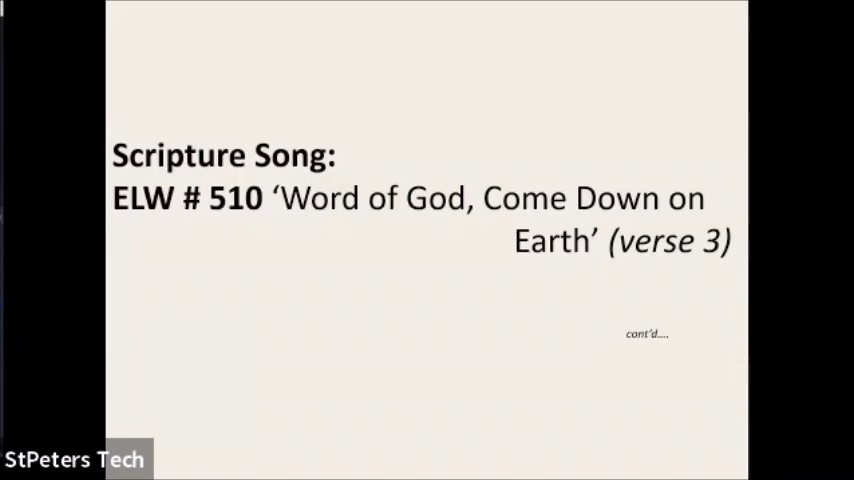 Scripture Song:
ELW # 510 ‘Word of God, Come Down on
Earth’ (verse 3)
cont’d....
StPeters Tech